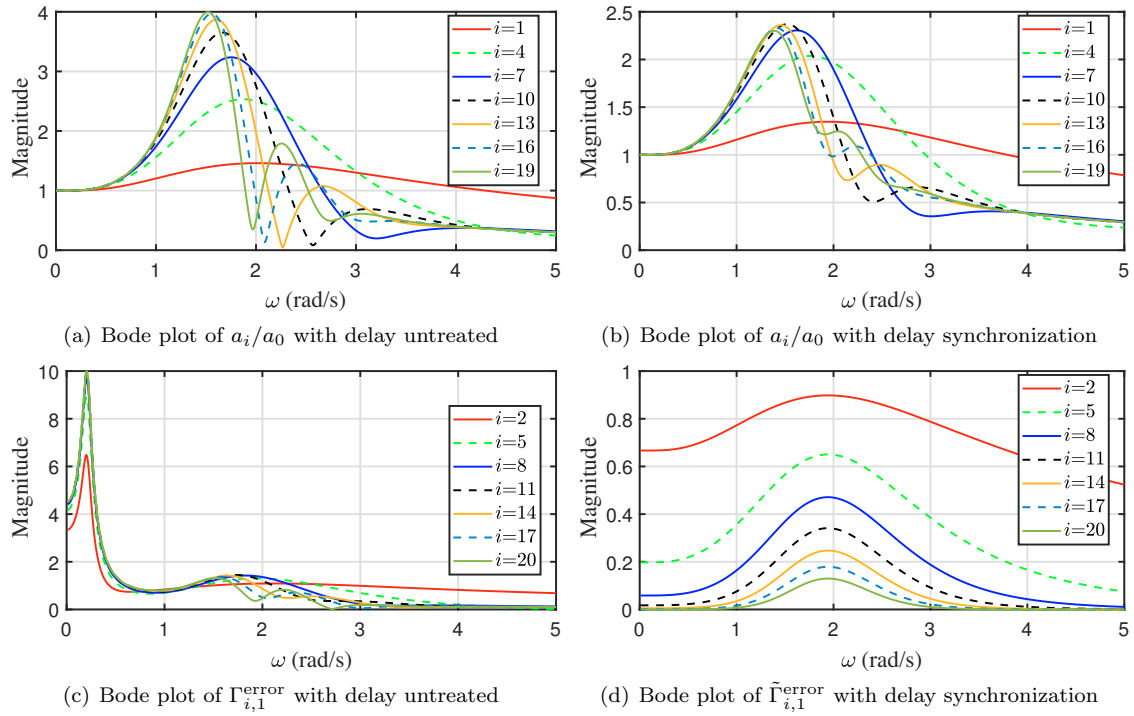 4
3
2
1
0
Magnitude
0 1 2 3 4 5
ω (rad/s)
i=1
i=4
i=7
i=10
i=13
i=16
i=19
(a) Bode plot of a_i/a_0 with delay untreated
2.5
2
1.5
1
0.5
0
Magnitude
0 1 2 3 4 5
ω (rad/s)
i=1
i=4
i=7
i=10
i=13
i=16
i=19
(b) Bode plot of a_i/a_0 with delay synchronization
10
8
6
4
2
0
Magnitude
0 1 2 3 4 5
ω (rad/s)
i=2
i=5
i=8
i=11
i=14
i=17
i=20
(c) Bode plot of Γ_{i,1}^{error} with delay untreated
1
0.8
0.6
0.4
0.2
0
Magnitude
0 1 2 3 4 5
ω (rad/s)
i=2
i=5
i=8
i=11
i=14
i=17
i=20
(d) Bode plot of Γ̃_{i,1}^{error} with delay synchronization